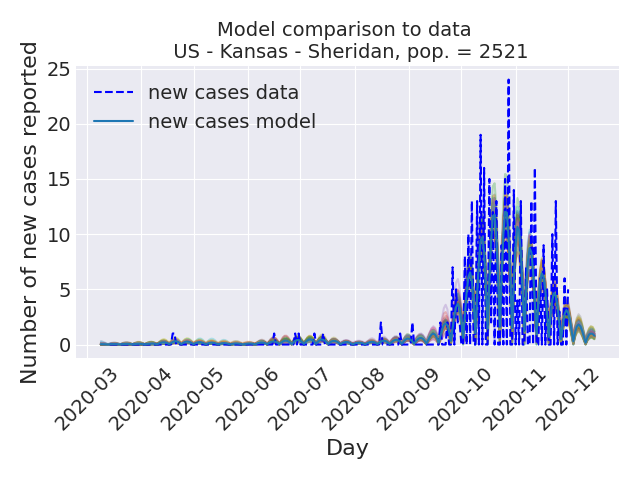 Model comparison to data
US - Kansas - Sheridan, pop. = 2521
Number of new cases reported
25
20
15
10
5
0
new cases data
new cases model
2020-03
2020-04
2020-05
2020-06
2020-07
2020-08
2020-09
2020-10
2020-11
2020-12
Day